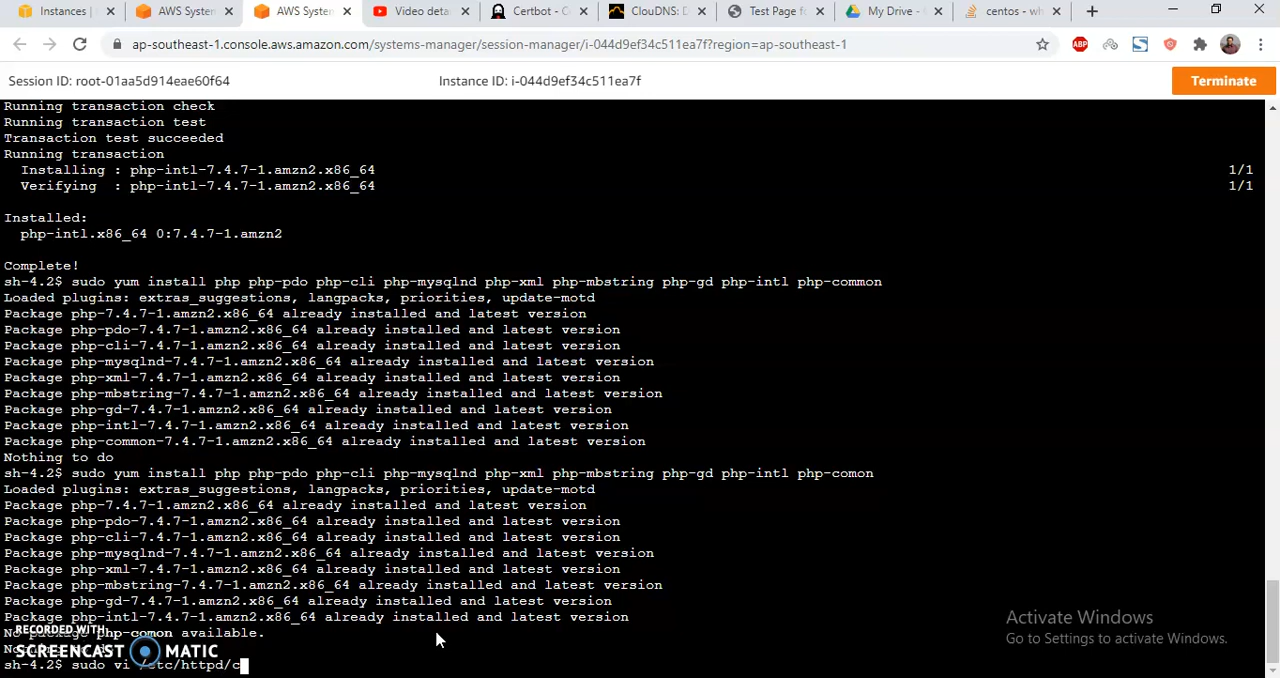 Instances |
AWS System
AWS System
Video deta
Certbot - C
ClouDNS: D
Test Page fo
My Drive -
centos - wh
ap-southeast-1.console.aws.amazon.com/systems-manager/session-manager/i-044d9ef34c511ea7f?region=ap-southeast-1
ABP
Session ID: root-01aa5d914eae60f64
Instance ID: i-044d9ef34c511ea7f
Terminate
Running transaction check
Running transaction test
Transaction test succeeded
Running transaction
Installing : php-intl-7.4.7-1.amzn2.x86_64 1/1
Verifying : php-intl-7.4.7-1.amzn2.x86_64 1/1
Installed:
php-intl.x86_64 0:7.4.7-1.amzn2
Complete!
sh-4.2$ sudo yum install php php-pdo php-cli php-mysqlnd php-xml php-mbstring php-gd php-intl php-common
Loaded plugins: extras_suggestions, langpacks, priorities, update-motd
Package php-7.4.7-1.amzn2.x86_64 already installed and latest version
Package php-pdo-7.4.7-1.amzn2.x86_64 already installed and latest version
Package php-cli-7.4.7-1.amzn2.x86_64 already installed and latest version
Package php-mysqlnd-7.4.7-1.amzn2.x86_64 already installed and latest version
Package php-xml-7.4.7-1.amzn2.x86_64 already installed and latest version
Package php-mbstring-7.4.7-1.amzn2.x86_64 already installed and latest version
Package php-gd-7.4.7-1.amzn2.x86_64 already installed and latest version
Package php-intl-7.4.7-1.amzn2.x86_64 already installed and latest version
Package php-common-7.4.7-1.amzn2.x86_64 already installed and latest version
Nothing to do
sh-4.2$ sudo yum install php php-pdo php-cli php-mysqlnd php-xml php-mbstring php-gd php-intl php-comon
Loaded plugins: extras_suggestions, langpacks, priorities, update-motd
Package php-7.4.7-1.amzn2.x86_64 already installed and latest version
Package php-pdo-7.4.7-1.amzn2.x86_64 already installed and latest version
Package php-cli-7.4.7-1.amzn2.x86_64 already installed and latest version
Package php-mysqlnd-7.4.7-1.amzn2.x86_64 already installed and latest version
Package php-xml-7.4.7-1.amzn2.x86_64 already installed and latest version
Package php-mbstring-7.4.7-1.amzn2.x86_64 already installed and latest version
Package php-gd-7.4.7-1.amzn2.x86_64 already installed and latest version
Package php-intl-7.4.7-1.amzn2.x86_64 already installed and latest version
No package php-comon available.
sh-4.2$ sudo vi /etc/httpd/c
RECORDED WITH
SCREENCAST MATIC
Activate Windows
Go to Settings to activate Windows.